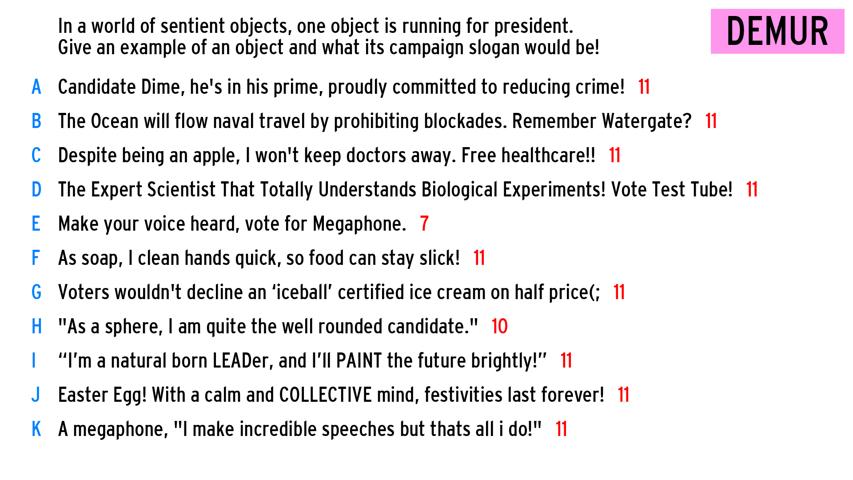 In a world of sentient objects, one object is running for president.
Give an example of an object and what its campaign slogan would be!
DEMUR
A Candidate Dime, he's in his prime, proudly committed to reducing crime! 11
B The Ocean will flow naval travel by prohibiting blockades. Remember Watergate? 11
C Despite being an apple, I won't keep doctors away. Free healthcare!! 11
D The Expert Scientist That Totally Understands Biological Experiments! Vote Test Tube! 11
E Make your voice heard, vote for Megaphone. 7
F As soap, I clean hands quick, so food can stay slick! 11
G Voters wouldn't decline an ‘iceball’ certified ice cream on half price(; 11
H "As a sphere, I am quite the well rounded candidate." 10
I “I’m a natural born LEADer, and I’ll PAINT the future brightly!” 11
J Easter Egg! With a calm and COLLECTIVE mind, festivities last forever! 11
K A megaphone, "I make incredible speeches but thats all i do!" 11